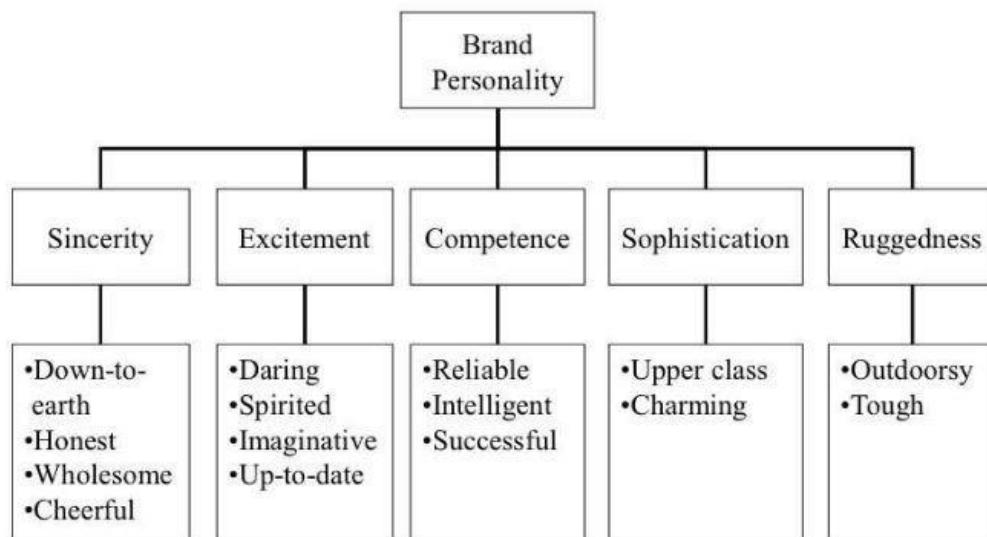 Brand
Personality
Sincerity
Excitement
Competence
Sophistication
Ruggedness
•Down-to-
earth
•Honest
•Wholesome
•Cheerful
•Daring
•Spirited
•Imaginative
•Up-to-date
•Reliable
•Intelligent
•Successful
•Upper class
•Charming
•Outdoorsy
•Tough